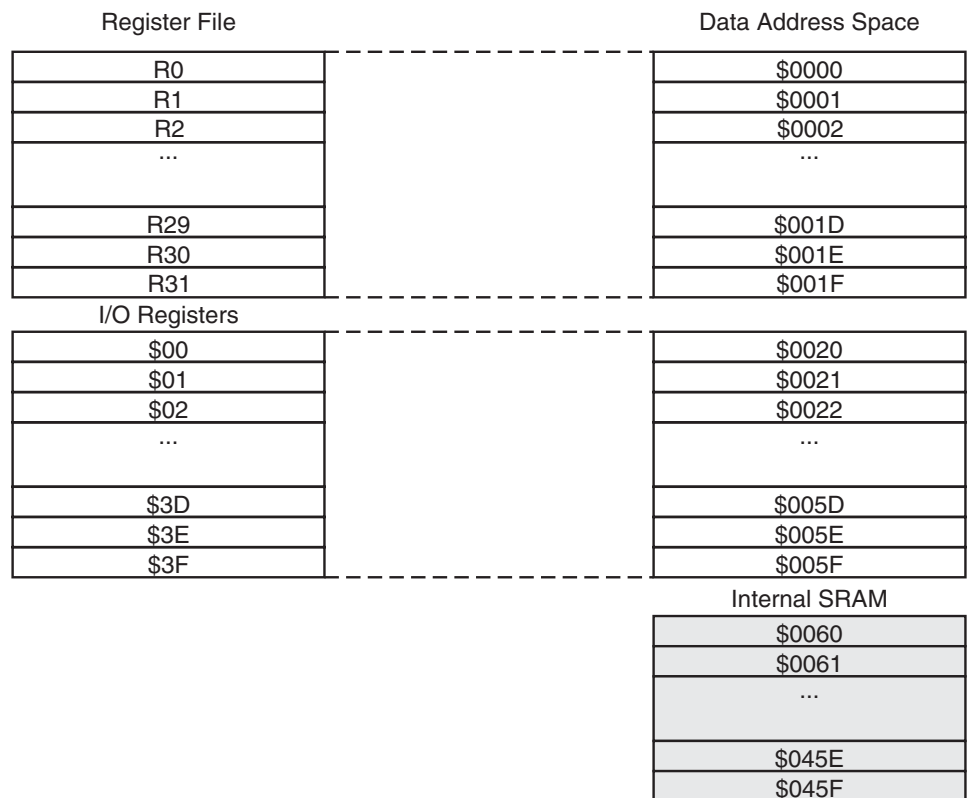 Register File Data Address Space
R0 $0000
R1 $0001
R2 $0002
... ...
R29 $001D
R30 $001E
R31 $001F
I/O Registers
$00 $0020
$01 $0021
$02 $0022
... ...
$3D $005D
$3E $005E
$3F $005F
Internal SRAM
$0060
$0061
...
$045E
$045F